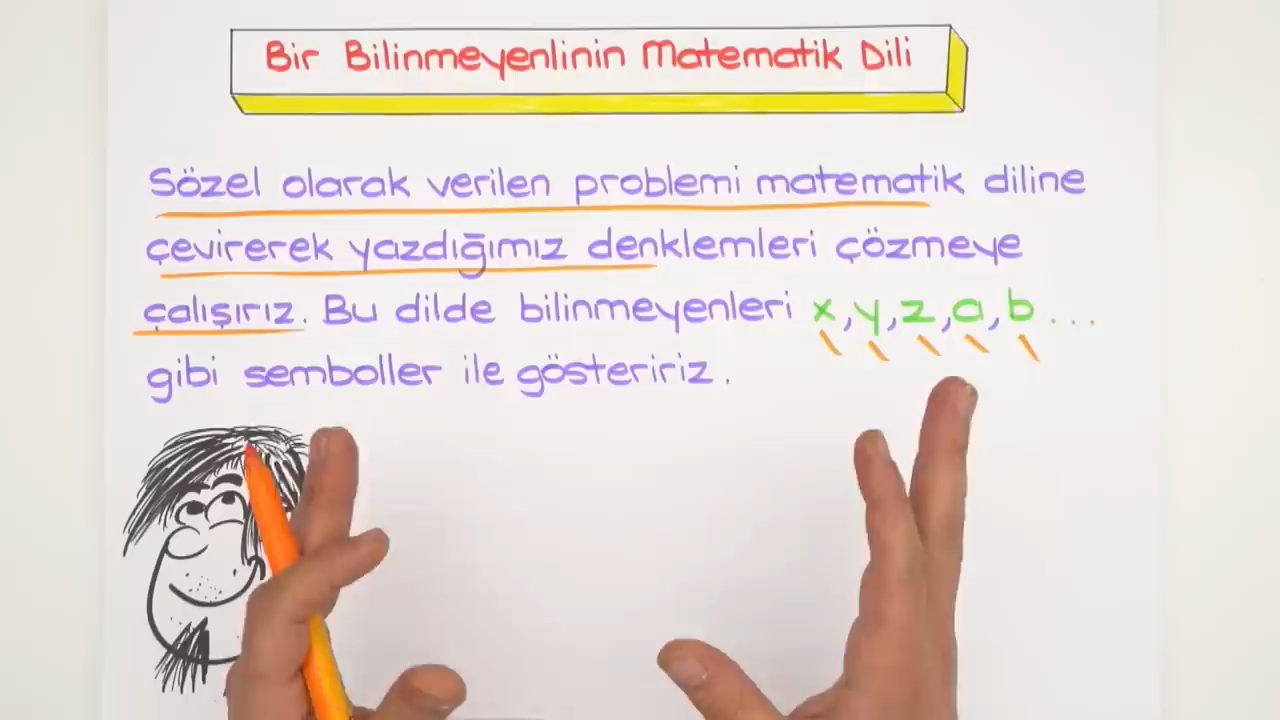 Bir Bilinmeyenlinin Matematik Dili
Sözel olarak verilen problemi matematik diline
çevirerek yazdığımız denklemleri çözmeye
çalışırız. Bu dilde bilinmeyenleri x,y,z,a,b...
gibi semboller ile gösteririz.